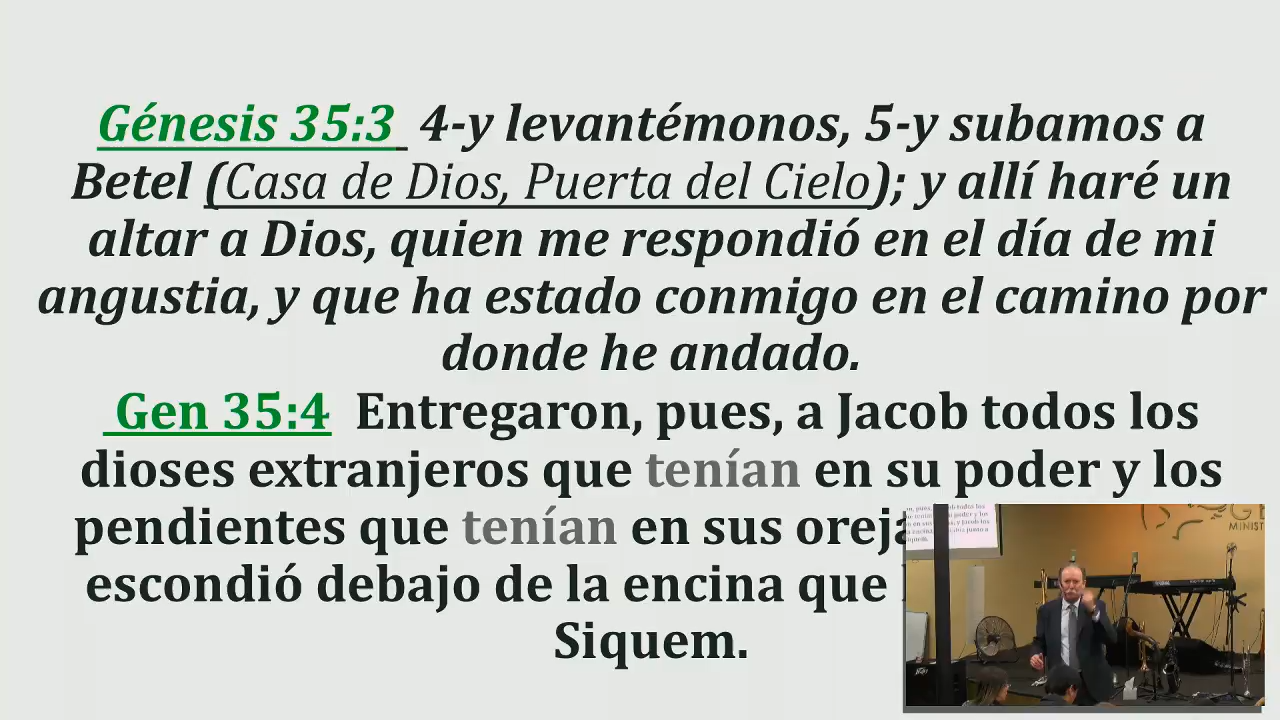 Génesis 35:3 4-y levantémonos, 5-y subamos a
Betel (Casa de Dios, Puerta del Cielo); y allí haré un
altar a Dios, quien me respondió en el día de mi
angustia, y que ha estado conmigo en el camino por
donde he andado.
Gen 35:4 Entregaron, pues, a Jacob todos los
dioses extranjeros que tenían en su poder y los
pendientes que tenían en sus
escondió debajo de la encina que
Siquem.